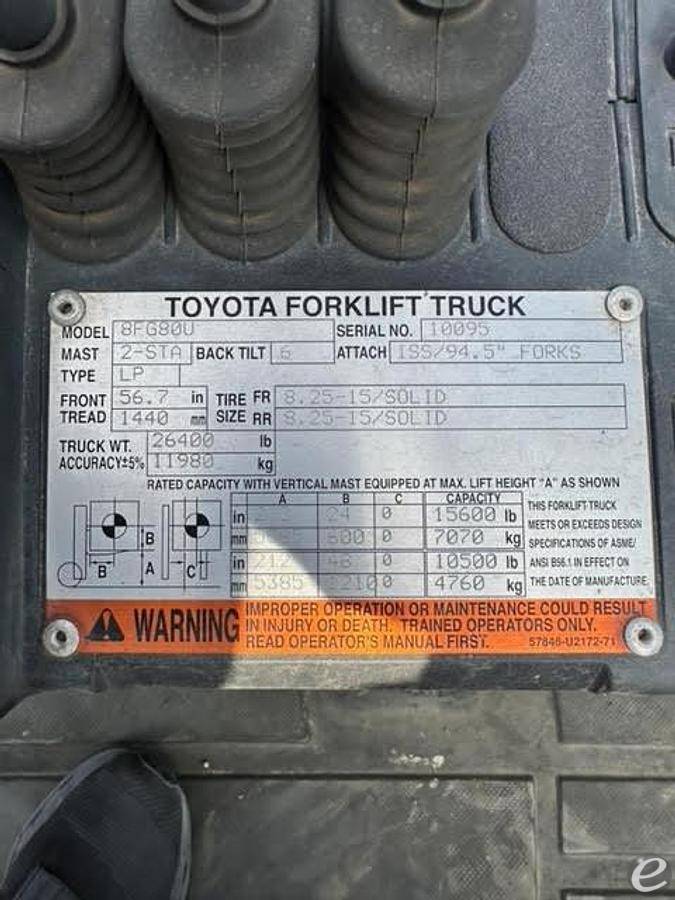 TOYOTA FORKLIFT TRUCK
MODEL 8FG80U SERIAL NO. 10095
MAST 2-STA BACK TILT 6 ATTACH ISS/94.5" FORKS
TYPE LP
FRONT TREAD 56.7 in 1440 mm
TIRE SIZE FR 8.25-15/SOLID
RR 8.25-15/SOLID
TRUCK WT. 26400 lb
ACCURACY±5% 11980 kg
RATED CAPACITY WITH VERTICAL MAST EQUIPPED AT MAX. LIFT HEIGHT "A" AS SHOWN
A B C CAPACITY
in 24 0 15600 lb
mm 600 0 7070 kg
in 212 48 0 10500 lb
mm 5385 1210 0 4760 kg
B B A C
THIS FORKLIFT TRUCK
MEETS OR EXCEEDS DESIGN
SPECIFICATIONS OF ASME/
ANSI B56.1 IN EFFECT ON
THE DATE OF MANUFACTURE.
WARNING
IMPROPER OPERATION OR MAINTENANCE COULD RESULT
IN INJURY OR DEATH. TRAINED OPERATORS ONLY.
READ OPERATOR'S MANUAL FIRST. 57846-U2172-71
e